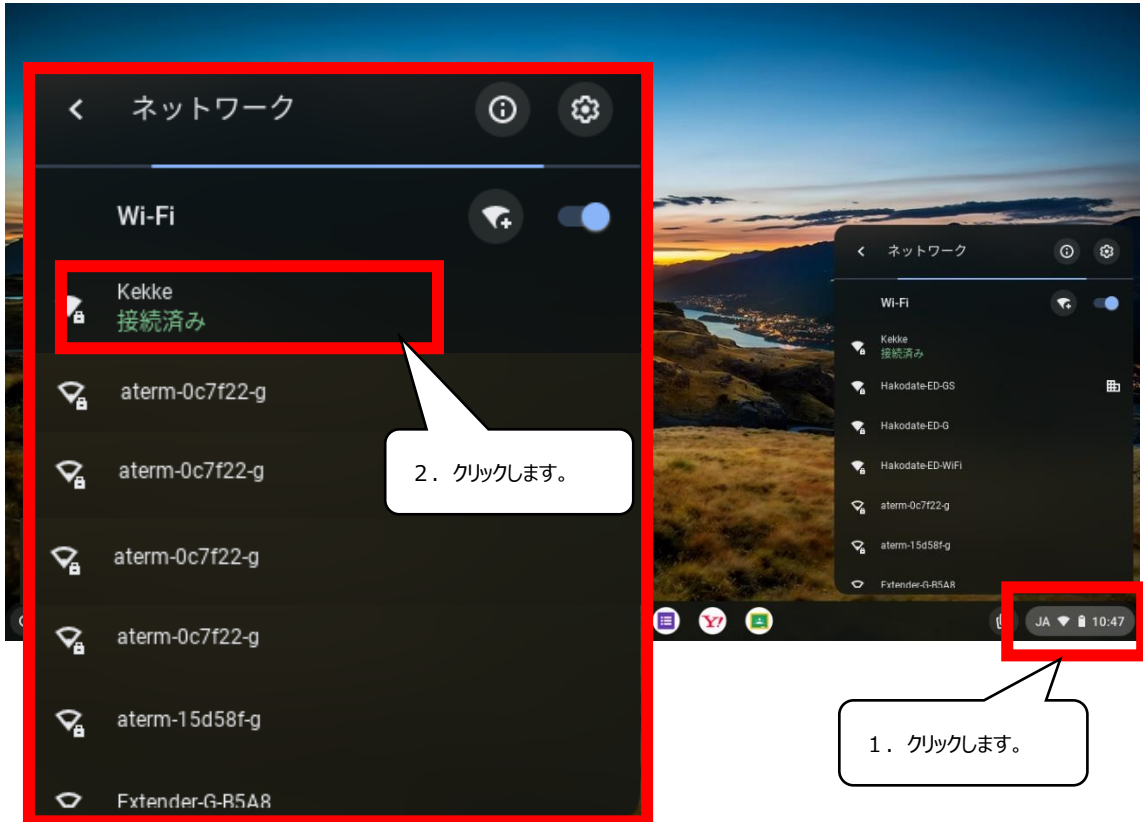 ネットワーク
Wi-Fi
Kekke
接続済み
aterm-0c7f22-g
aterm-0c7f22-g
aterm-0c7f22-g
aterm-0c7f22-g
aterm-15d58f-g
Extender-G-B5A8
2．クリックします。
ネットワーク
Wi-Fi
Kekke
接続済み
Hakodate-ED-GS
Hakodate-ED-G
Hakodate-ED-WiFi
aterm-0c7f22-g
aterm-15d58f-g
Extender-G-B5A8
Y!
JA 10:47
1．クリックします。